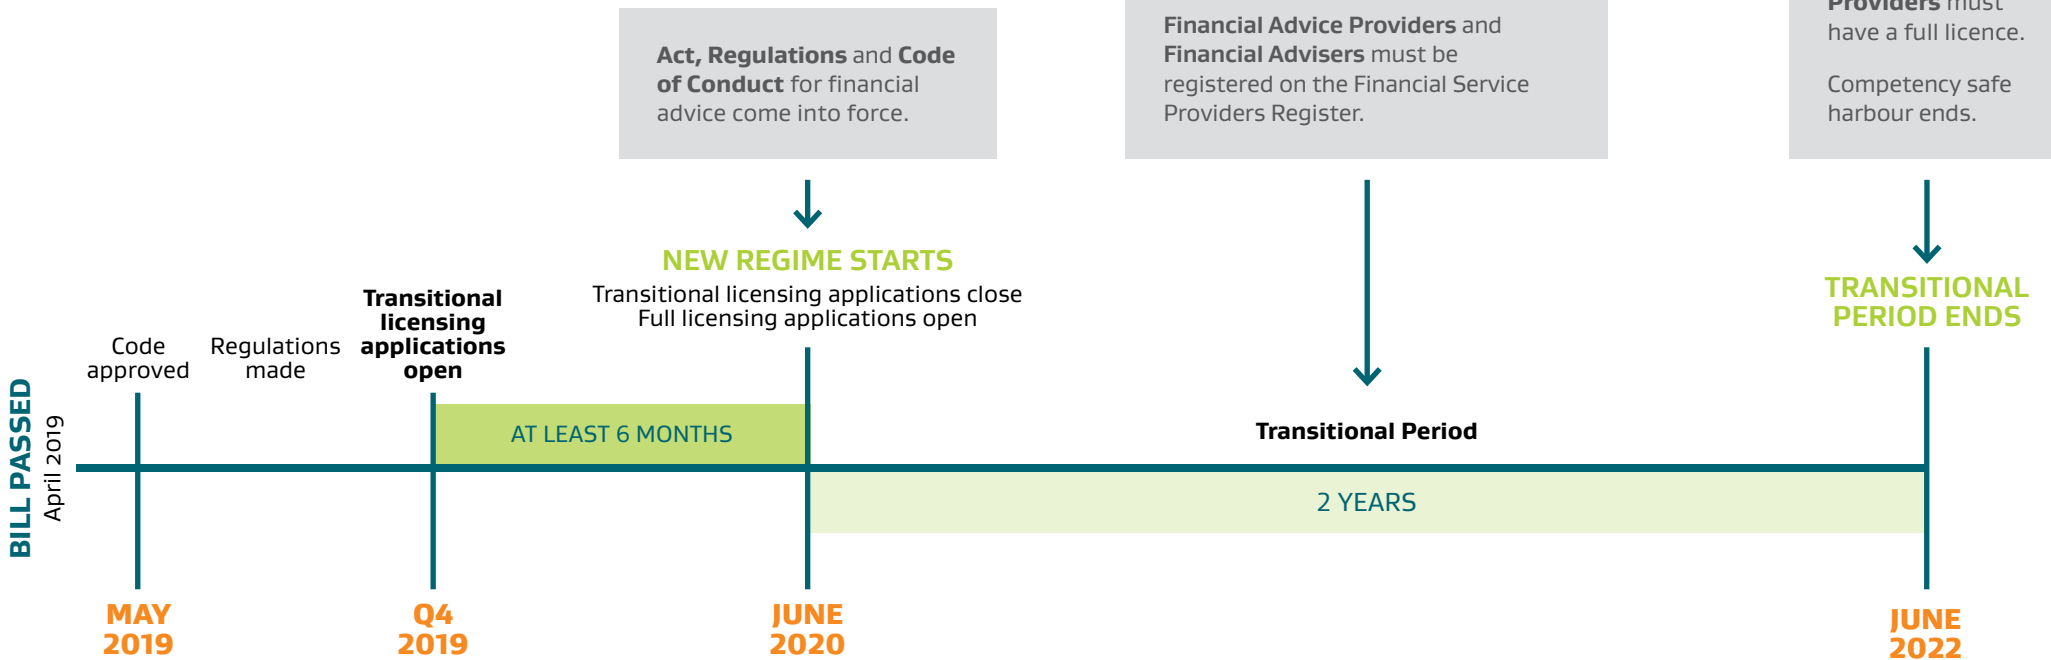 Act, Regulations and Code
of Conduct for financial
advice come into force.
Financial Advice Providers and
Financial Advisers must be
registered on the Financial Service
Providers Register.
Providers must
have a full licence.
Competency safe
harbour ends.
NEW REGIME STARTS
Transitional licensing applications close
Full licensing applications open
TRANSITIONAL
PERIOD ENDS
Transitional
licensing
applications
open
Code
approved
Regulations
made
BILL PASSED
April 2019
AT LEAST 6 MONTHS
Transitional Period
2 YEARS
MAY
2019
Q4
2019
JUNE
2020
JUNE
2022